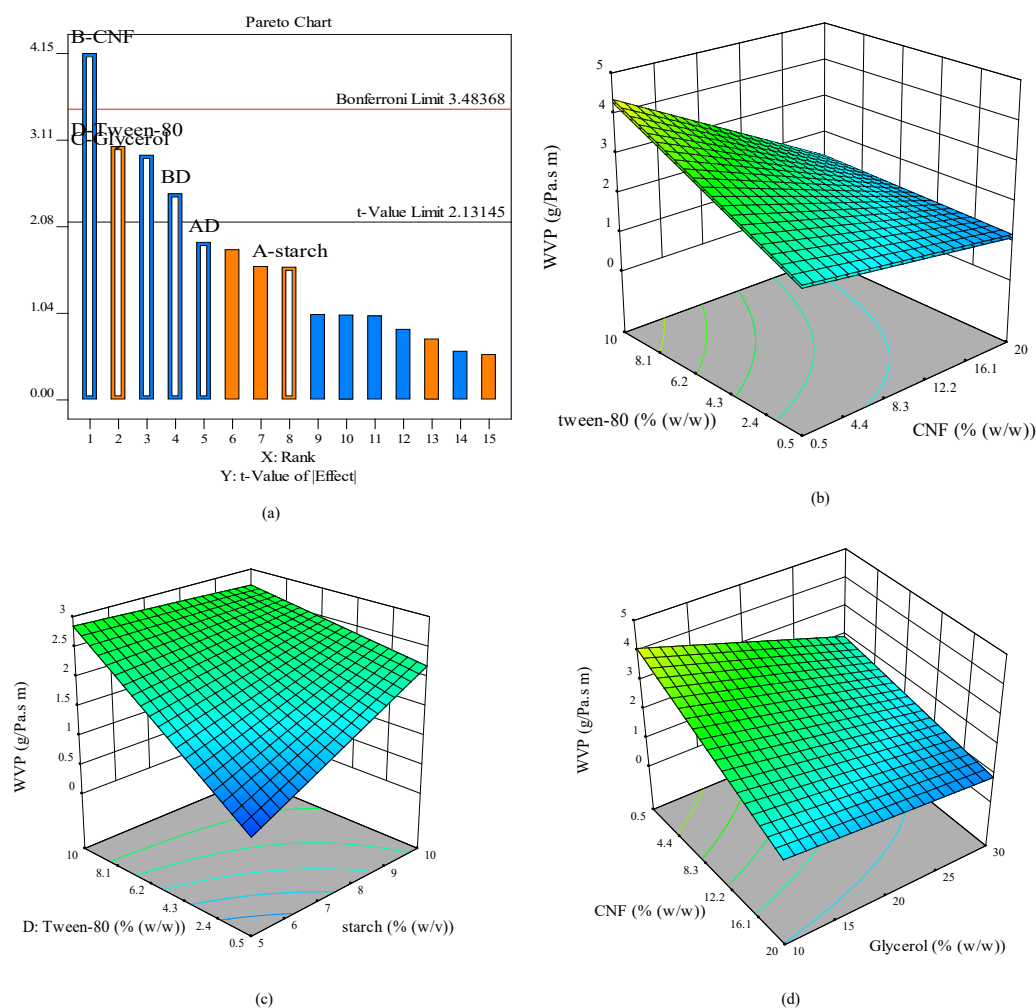 Pareto Chart
B-CNF
4.15
Bonferroni Limit 3.48368
3.11
D-Tween-80
C-Glycerol
BD
t-Value Limit 2.13145
2.08
AD
A-starch
1.04
0.00
1 2 3 4 5 6 7 8 9 10 11 12 13 14 15
X: Rank
Y: t-Value of |Effect|
(a)
5
4
3
2
1
0
WVP (g/Pa.s m)
10
8.1
6.2
4.3
2.4
0.5
tween-80 (% (w/w))
20
16.1
12.2
8.3
4.4
0.5
CNF (% (w/w))
(b)
3
2.5
2
1.5
1
0.5
0
WVP (g/Pa.s m)
10
8.1
6.2
4.3
2.4
0.5
D: Tween-80 (% (w/w))
10
9
8
7
6
5
starch (% (w/v))
(c)
5
4
3
2
1
0
WVP (g/Pa.s m)
0.5
4.4
8.3
12.2
16.1
20
CNF (% (w/w))
30
25
20
15
10
Glycerol (% (w/w))
(d)